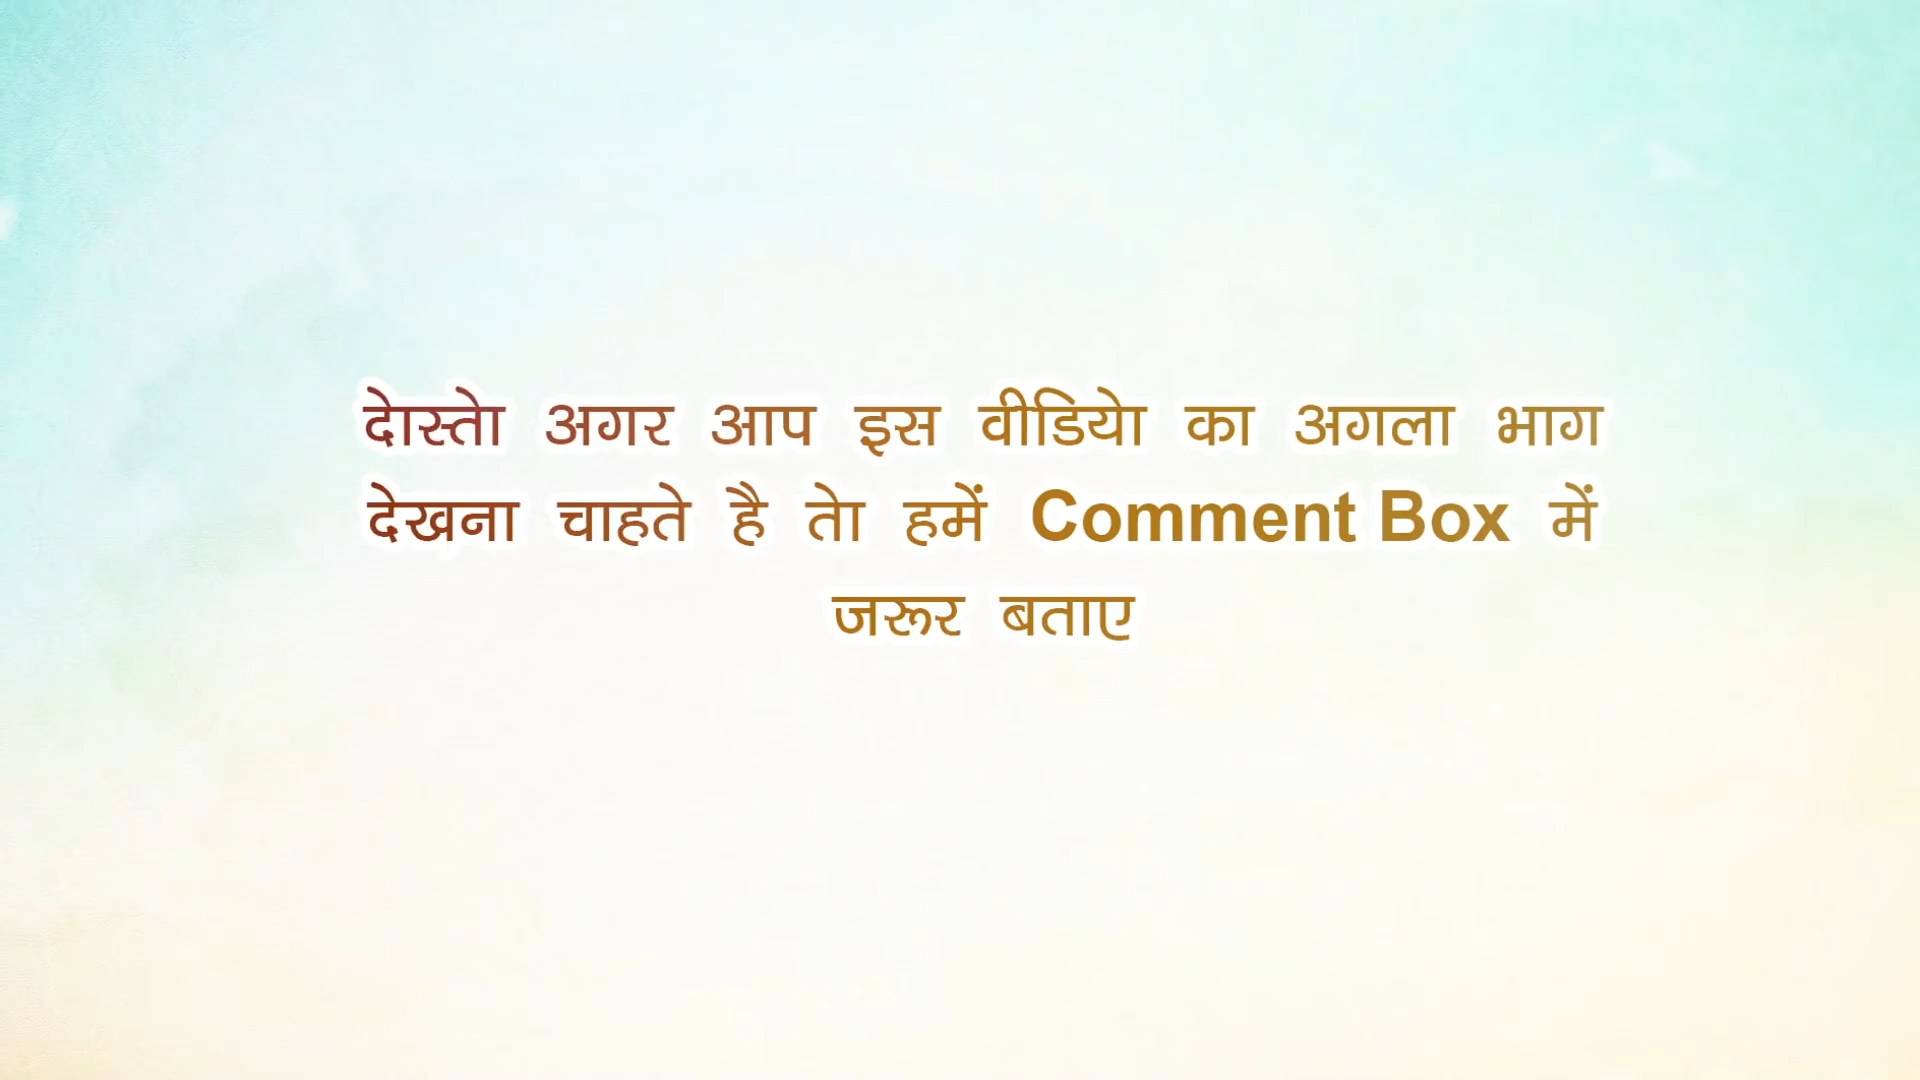 दोस्तो अगर आप इस वीडियो का अगला भाग
देखना चाहते है तो हमें Comment Box में
जरूर बताए